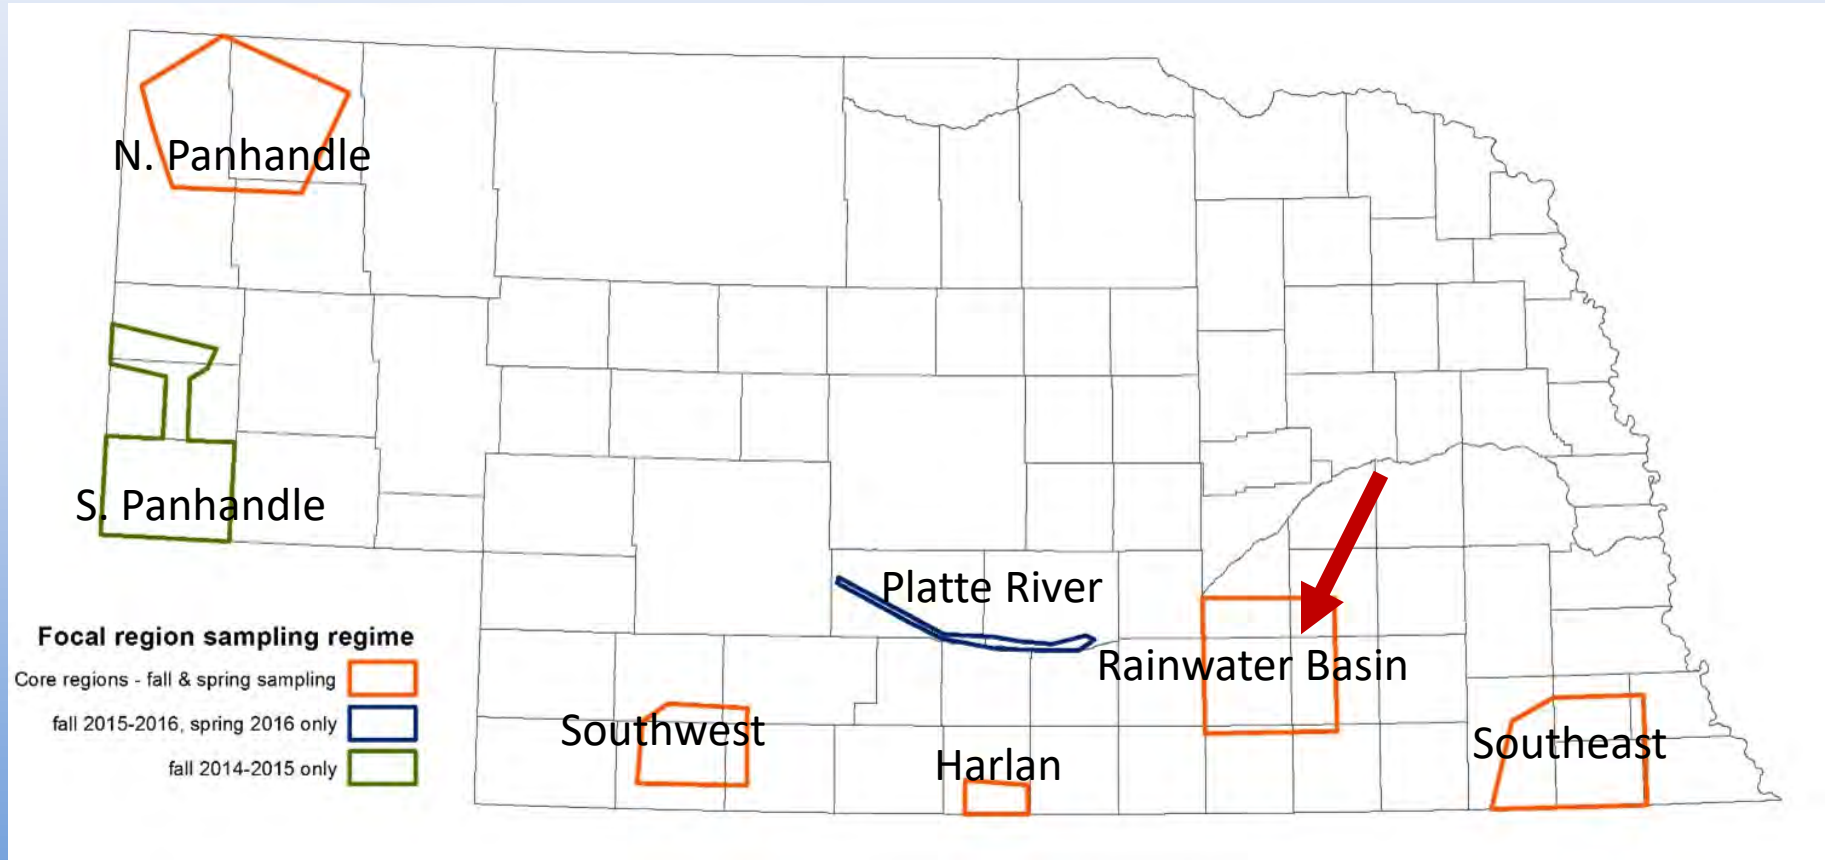 N. Panhandle
S. Panhandle
Platte River
Rainwater Basin
Southwest
Harlan
Southeast
Focal region sampling regime
Core regions - fall & spring sampling
fall 2015-2016, spring 2016 only
fall 2014-2015 only